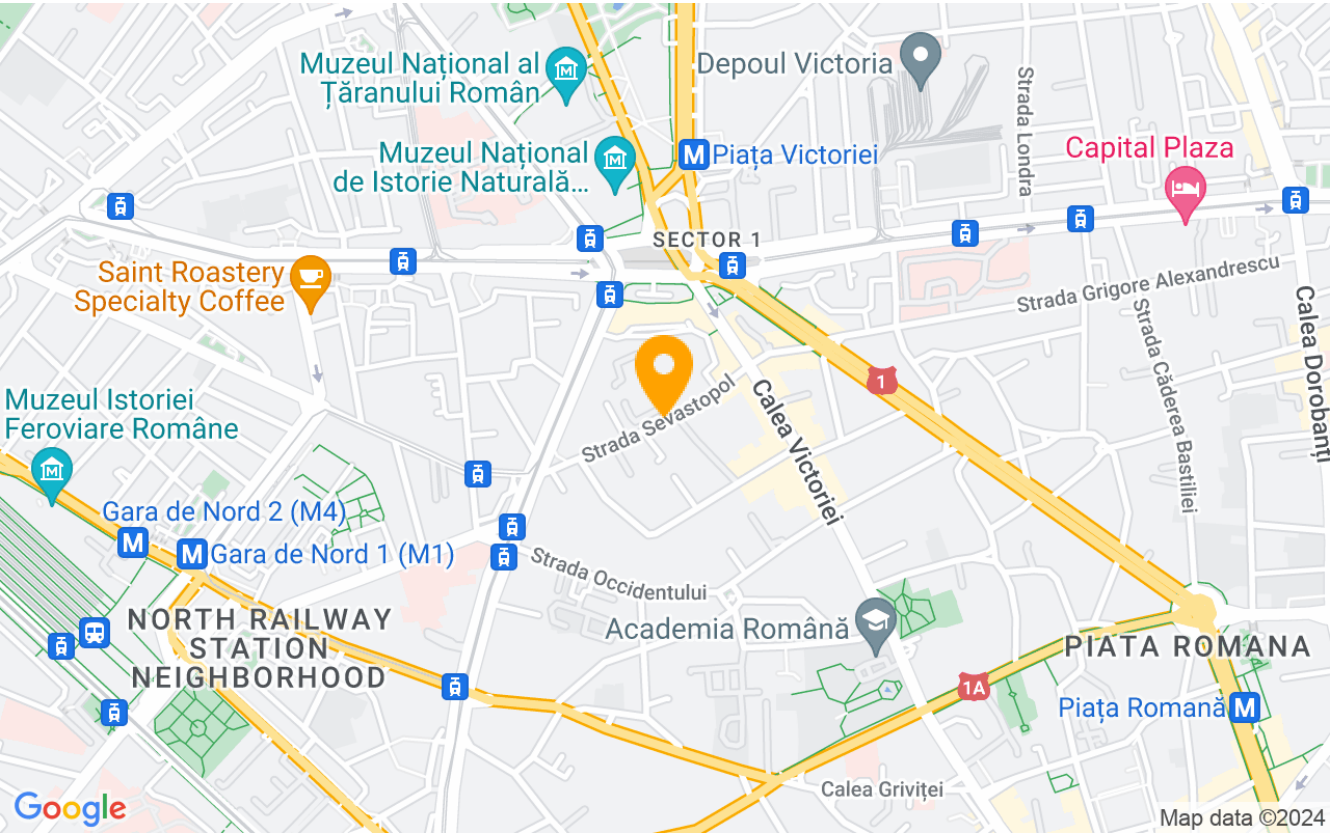 Muzeul Național al
Țăranului Român
Depoul Victoria
Strada Londra
Muzeul Național
de Istorie Naturală...
M
Piața Victoriei
Capital Plaza
SECTOR 1
Saint Roastery
Specialty Coffee
Strada Grigore Alexandrescu
Calea Dorobanți
Strada Căderea Bastiliei
1
Strada Sevastopol
Calea Victoriei
Muzeul Istoriei
Feroviare Române
Gara de Nord 2 (M4)
M
M
Gara de Nord 1 (M1)
Strada Occidentului
NORTH RAILWAY
STATION
NEIGHBORHOOD
Academia Română
PIATA ROMANA
1A
Piața Romană
M
Calea Griviței
Google
Map data ©2024